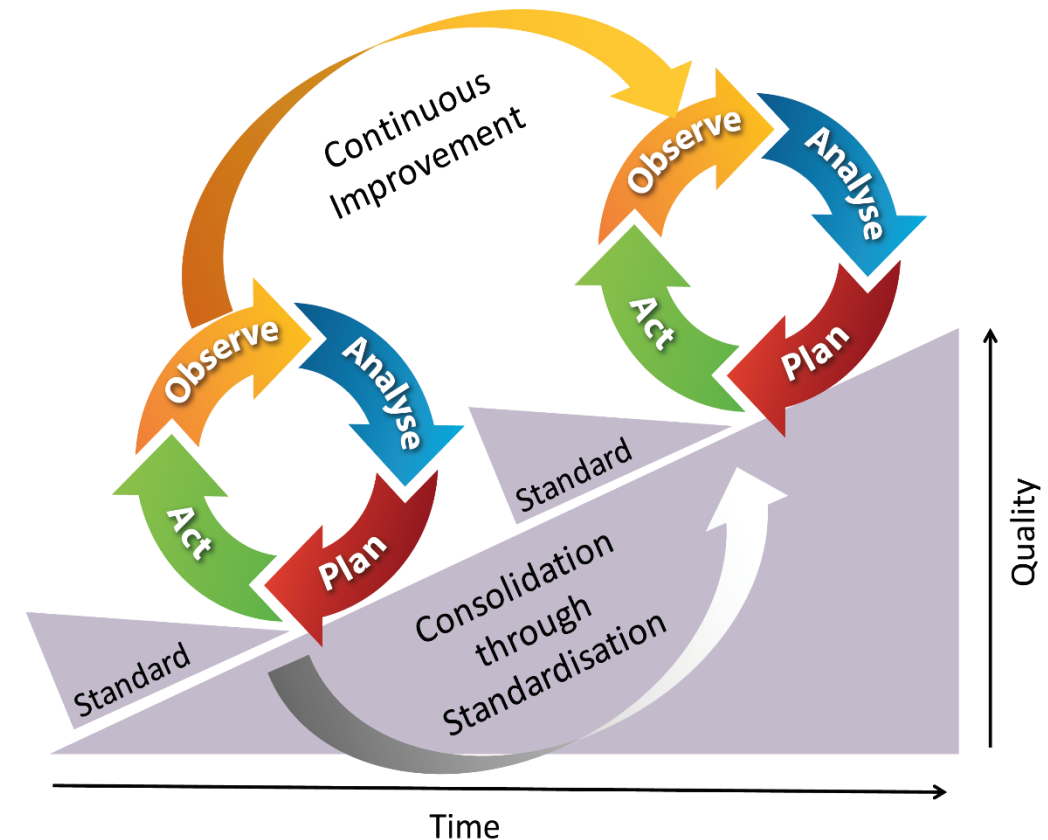 Continuous
Improvement
Observe
Analyse
Plan
Act
Observe
Analyse
Plan
Act
Standard
Standard
Consolidation
through
Standardisation
Quality
Time